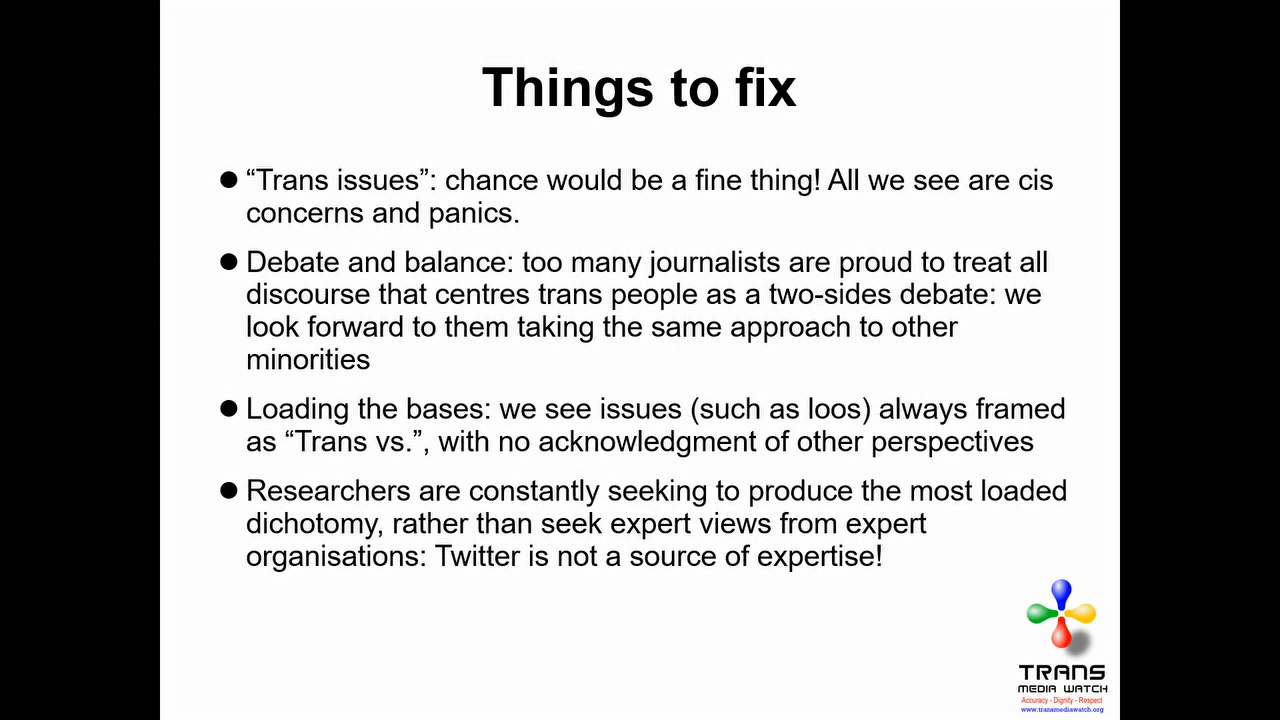 Things to fix
● “Trans issues”: chance would be a fine thing! All we see are cis
concerns and panics.
● Debate and balance: too many journalists are proud to treat all
discourse that centres trans people as a two-sides debate: we
look forward to them taking the same approach to other
minorities
● Loading the bases: we see issues (such as loos) always framed
as “Trans vs.”, with no acknowledgment of other perspectives
● Researchers are constantly seeking to produce the most loaded
dichotomy, rather than seek expert views from expert
organisations: Twitter is not a source of expertise!
TRANS
MEDIA WATCH
Accuracy - Dignity - Respect
www.transmediawatch.org